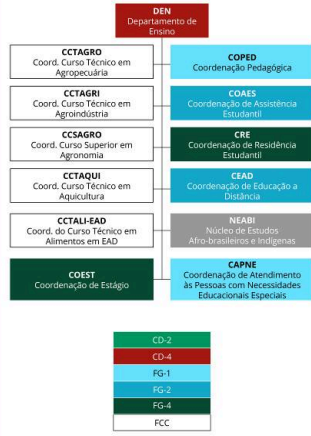 DEN
Departamento de
Ensino
CCTAGRO
Coord. Curso Técnico em
Agropecuária
COPED
Coordenação Pedagógica
CCTAGRI
Coord. Curso Técnico em
Agroindústria
COAES
Coordenação de Assistência
Estudantil
CCSAGRO
Coord. Curso Superior em
Agronomia
CRE
Coordenação de Residência
Estudantil
CCTAQUI
Coord. Curso Técnico em
Aquicultura
CEAD
Coordenação de Educação a
Distância
CCTALI-EAD
Coord. do Curso Técnico em
Alimentos em EAD
NEABI
Núcleo de Estudos
Afro-brasileiros e Indígenas
COEST
Coordenação de Estágio
CAPNE
Coordenação de Atendimento
às Pessoas com Necessidades
Educacionais Especiais
CD-2
CD-4
FG-1
FG-2
FG-4
FCC